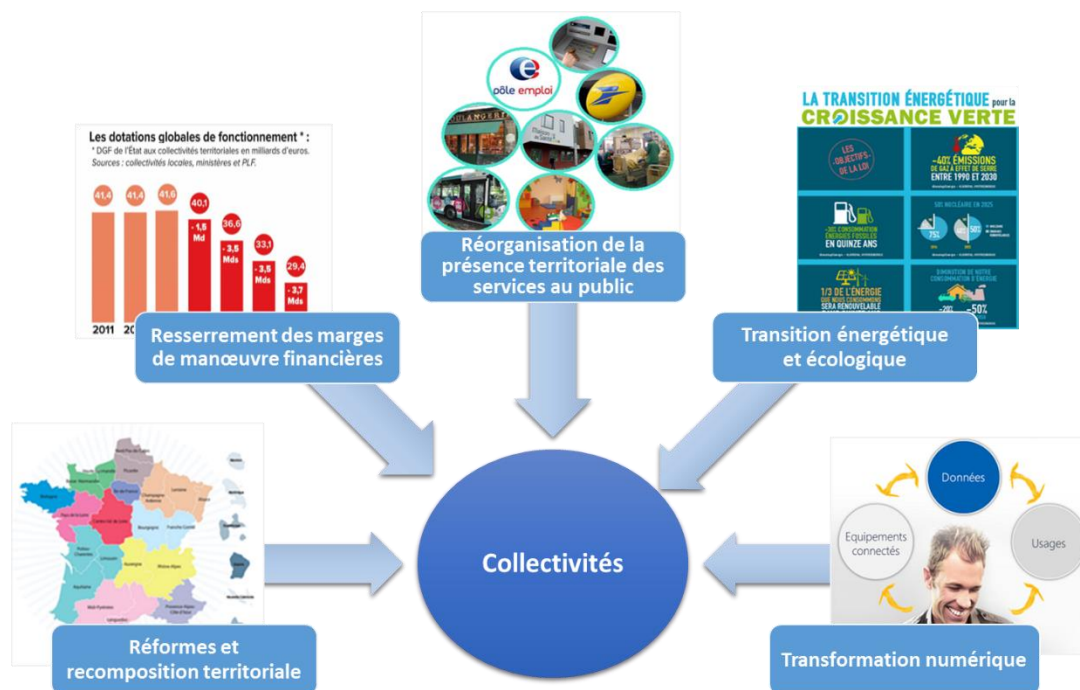 pôle emploi
BOULANGERIE
LA TRANSITION ÉNERGÉTIQUE pour la
CROISSANCE VERTE
LES
OBJECTIFS
DE LA LOI
-40% ÉMISSIONS
DE GAZ À EFFET DE SERRE
ENTRE 1990 ET 2030
-30% CONSOMMATION
ÉNERGIES FOSSILES
EN QUINZE ANS
50% NUCLÉAIRE EN 2025
75%
50%
1/3 DE L'ÉNERGIE
QUE NOUS CONSOMMONS
SERA RENOUVELABLE
DIMINUTION DE NOTRE
CONSOMMATION D'ÉNERGIE
-20%
-50%
Les dotations globales de fonctionnement * :
* DGF de l'État aux collectivités territoriales en milliards d'euros.
Sources : collectivités locales, ministères et PLF.
41,4
41,4
41,6
40,1
36,6
33,1
29,4
- 1,5
Md
- 3,5
Mds
- 3,5
Mds
- 3,7
Mds
2011
Réorganisation de la
présence territoriale des
services au public
Resserrement des marges
de manœuvre financières
Transition énergétique
et écologique
Nord-Pas-de-Calais
Picardie
Haute-Normandie
Basse-Normandie
Ile-de-France
Champagne
Ardenne
Lorraine
Alsace
Bretagne
Pays de la Loire
Centre-Val de Loire
Bourgogne
Franche-Comté
Poitou-
Charentes
Limousin
Auvergne
Rhône-Alpes
Aquitaine
Midi-Pyrénées
Languedoc
Provence-Alpes
Côte d'Azur
Réformes et
recomposition territoriale
Collectivités
Données
Equipements
connectés
Usages
Transformation numérique